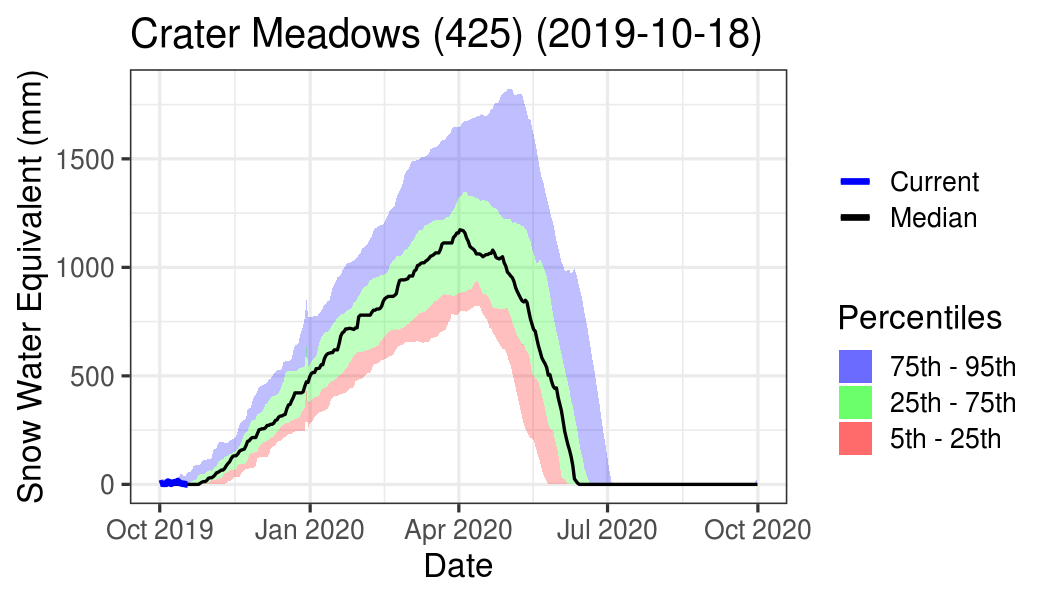 Crater Meadows (425) (2019-10-18)
Snow Water Equivalent (mm)
1500
1000
500
0
Oct 2019
Jan 2020
Apr 2020
Jul 2020
Oct 2020
Date
Current
Median
Percentiles
75th - 95th
25th - 75th
5th - 25th